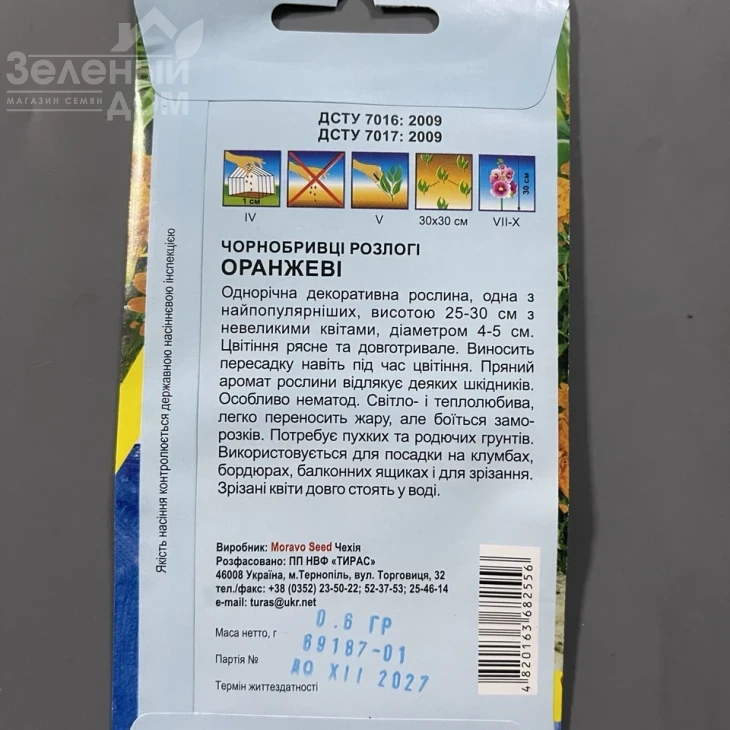 Зеленый
МАГАЗИН СЕМЯН ДОМ
ДСТУ 7016: 2009
ДСТУ 7017: 2009
1 см
30 см
IV V 30x30 см VII-X
ЧОРНОБРИВЦІ РОЗЛОГІ
ОРАНЖЕВІ
Однорічна декоративна рослина, одна з
найпопулярніших, висотою 25-30 см з
невеликими квітами, діаметром 4-5 см.
Цвітіння рясне та довготривале. Виносить
пересадку навіть під час цвітіння. Пряний
аромат рослини відлякує деяких шкідників.
Особливо нематод. Світло- і теплолюбива,
легко переносить жару, але боїться замо-
розків. Потребує пухких та родючих грунтів.
Використовується для посадки на клумбах,
бордюрах, балконних ящиках і для зрізання.
Зрізані квіти довго стоять у воді.
Якість насіння контролюється державною насіннєвою інспекцією
Виробник: Moravo Seed Чехія
Розфасовано: ПП НВФ «ТИРАС»
46008 Україна, м.Тернопіль, вул. Торговиця, 32
тел./факс: +38 (0352) 23-50-22; 52-37-53; 25-46-14
e-mail: turas@ukr.net
Маса нетто, г 0.6 ГР
Партія № 69187-01
Термін життєздатності ДО XII 2027
4820163682556